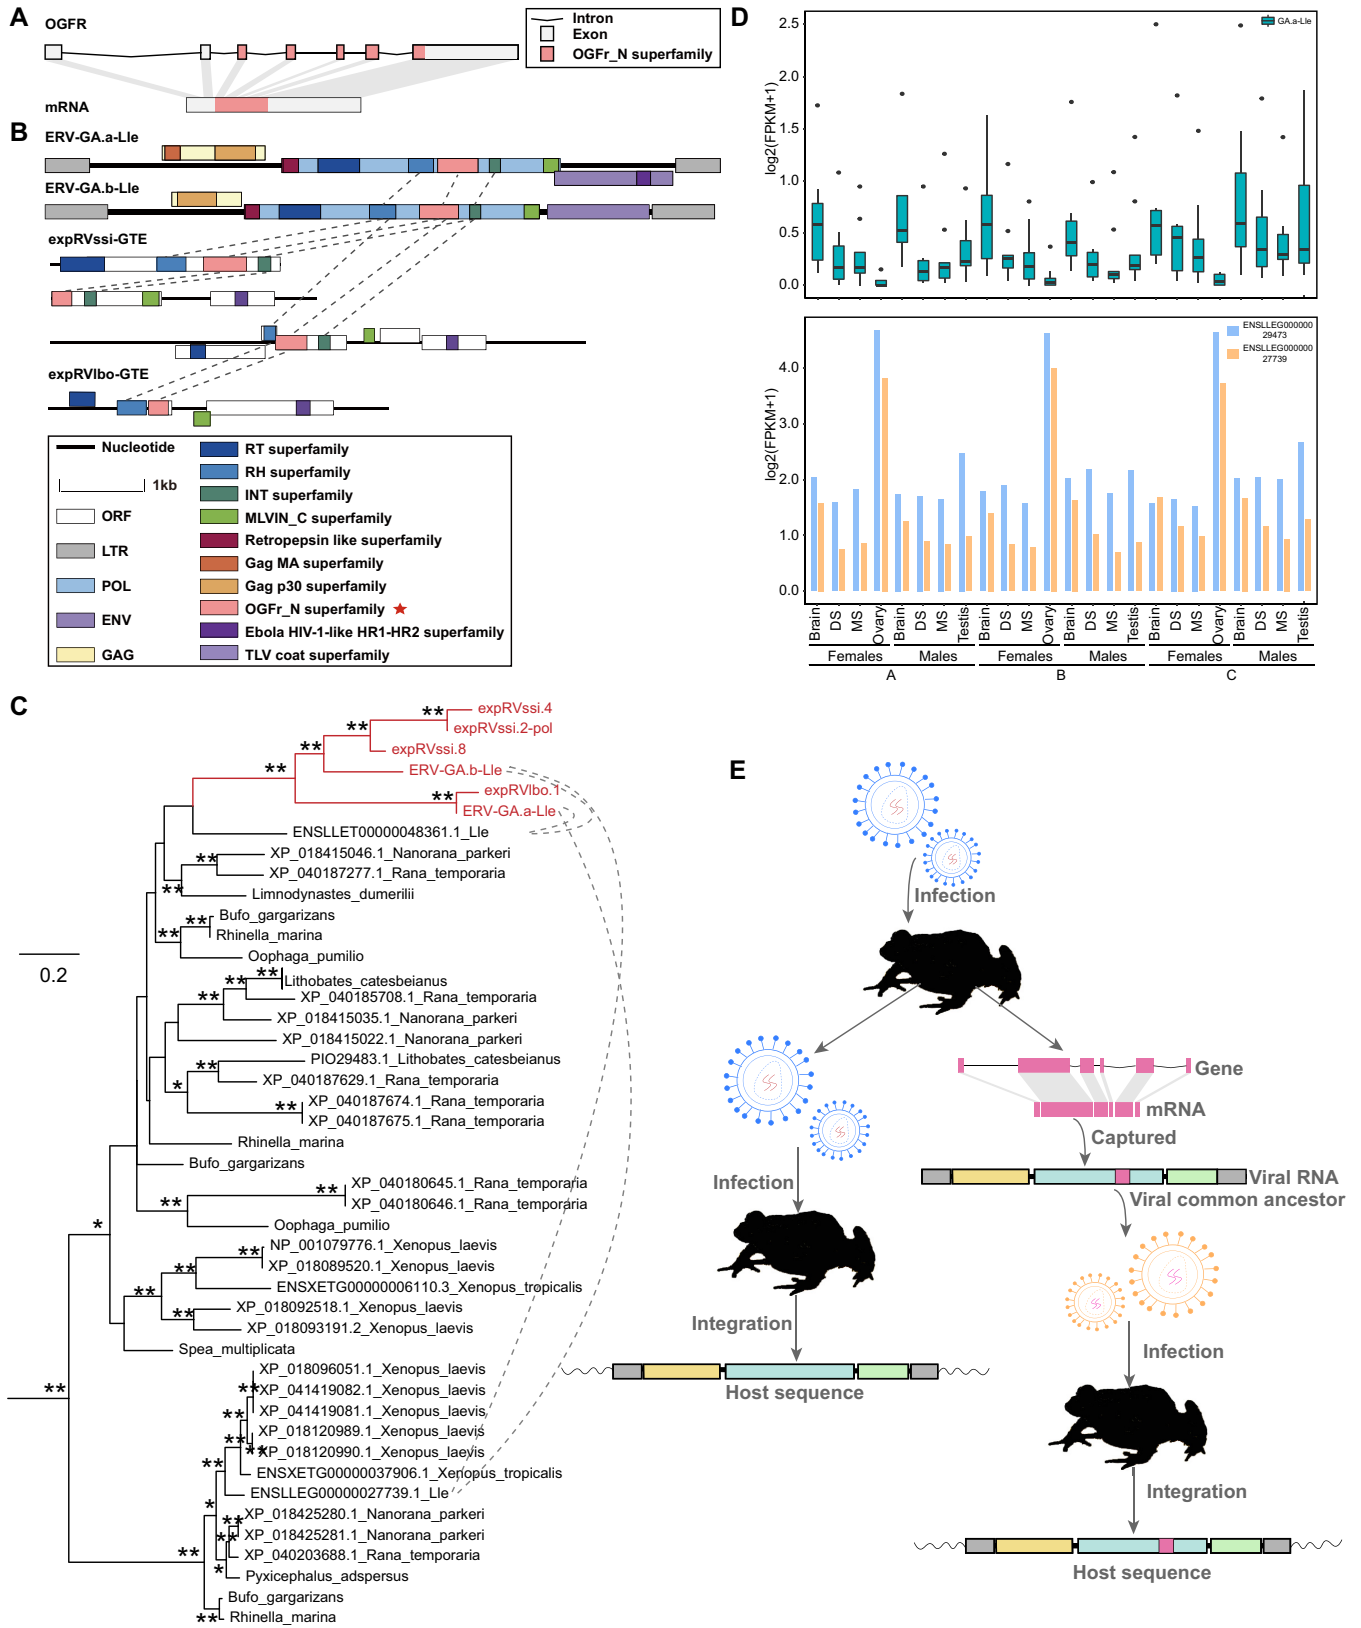 A
OGFR
mRNA
Intron
Exon
OGFr_N superfamily
B
ERV-GA.a-Lle
ERV-GA.b-Lle
expRVssi-GTE
expRVlbo-GTE
Nucleotide
1kb
ORF
LTR
POL
ENV
GAG
RT superfamily
RH superfamily
INT superfamily
MLVIN_C superfamily
Retropepsin like superfamily
Gag MA superfamily
Gag p30 superfamily
OGFr_N superfamily
Ebola HIV-1-like HR1-HR2 superfamily
TLV coat superfamily
C
** expRVssi.4
** expRVssi.2-pol
** expRVssi.8
** ERV-GA.b-Lle
** expRVlbo.1
ERV-GA.a-Lle
ENSLLET00000048361.1_Lle
** XP_018415046.1_Nanorana_parkeri
XP_040187277.1_Rana_temporaria
** Limnodynastes_dumerilii
Bufo_gargarizans
** Rhinella_marina
** Oophaga_pumilio
0.2
** Lithobates_catesbeianus
** XP_040185708.1_Rana_temporaria
** XP_018415035.1_Nanorana_parkeri
XP_018415022.1_Nanorana_parkeri
** PIO29483.1_Lithobates_catesbeianus
* XP_040187629.1_Rana_temporaria
** XP_040187674.1_Rana_temporaria
XP_040187675.1_Rana_temporaria
Rhinella_marina
Bufo_gargarizans
** XP_040180645.1_Rana_temporaria
** XP_040180646.1_Rana_temporaria
* Oophaga_pumilio
** NP_001079776.1_Xenopus_laevis
** XP_018089520.1_Xenopus_laevis
** ENSXETG00000006110.3_Xenopus_tropicalis
** XP_018092518.1_Xenopus_laevis
XP_018093191.2_Xenopus_laevis
Spea_multiplicata
XP_018096051.1_Xenopus_laevis
** ** XP_041419082.1_Xenopus_laevis
** XP_041419081.1_Xenopus_laevis
** XP_018120989.1_Xenopus_laevis
** XP_018120990.1_Xenopus_laevis
** ENSXETG00000037906.1_Xenopus_tropicalis
* ENSLLEG00000027739.1_Lle
** XP_018425280.1_Nanorana_parkeri
** XP_018425281.1_Nanorana_parkeri
** XP_040203688.1_Rana_temporaria
* Pyxicephalus_adspersus
Bufo_gargarizans
** Rhinella_marina
D
log2(FPKM+1)
2.5
2.0
1.5
1.0
0.5
0.0
GA.a-Lle
log2(FPKM+1)
4.0
3.0
2.0
1.0
0.0
ENSLLEG000000
29473
ENSLLEG000000
27739
Brain DS MS Ovary Brain DS MS Testis Brain DS MS Ovary Brain DS MS Testis Brain DS MS Ovary Brain DS MS Testis
Females Males Females Males Females Males
A B C
E
Infection
Gene
mRNA
Captured
Viral RNA
Viral common ancestor
Infection
Integration
Host sequence
Infection
Integration
Host sequence